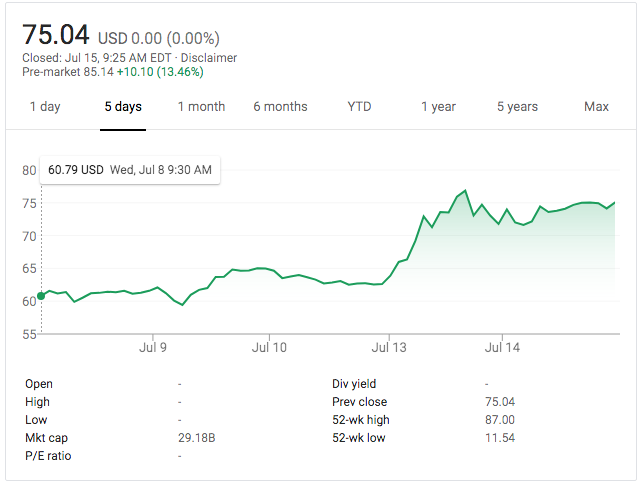 75.04 USD 0.00 (0.00%)
Closed: Jul 15, 9:25 AM EDT · Disclaimer
Pre-market 85.14 +10.10 (13.46%)
1 day 5 days 1 month 6 months YTD 1 year 5 years Max
60.79 USD Wed, Jul 8 9:30 AM
80
75
70
65
60
55
Jul 9 Jul 10 Jul 13 Jul 14
Open - Div yield -
High - Prev close 75.04
Low - 52-wk high 87.00
Mkt cap 29.18B 52-wk low 11.54
P/E ratio -